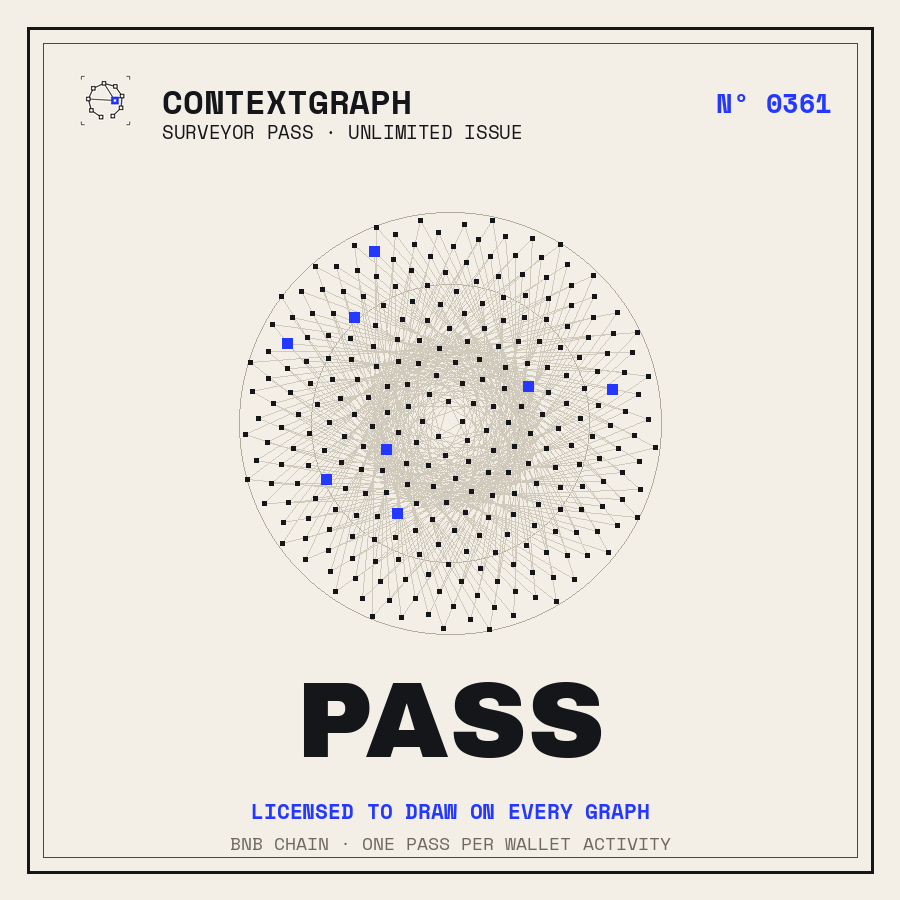 CONTEXTGRAPH
N° 0361
SURVEYOR PASS · UNLIMITED ISSUE
PASS
LICENSED TO DRAW ON EVERY GRAPH
BNB CHAIN · ONE PASS PER WALLET ACTIVITY